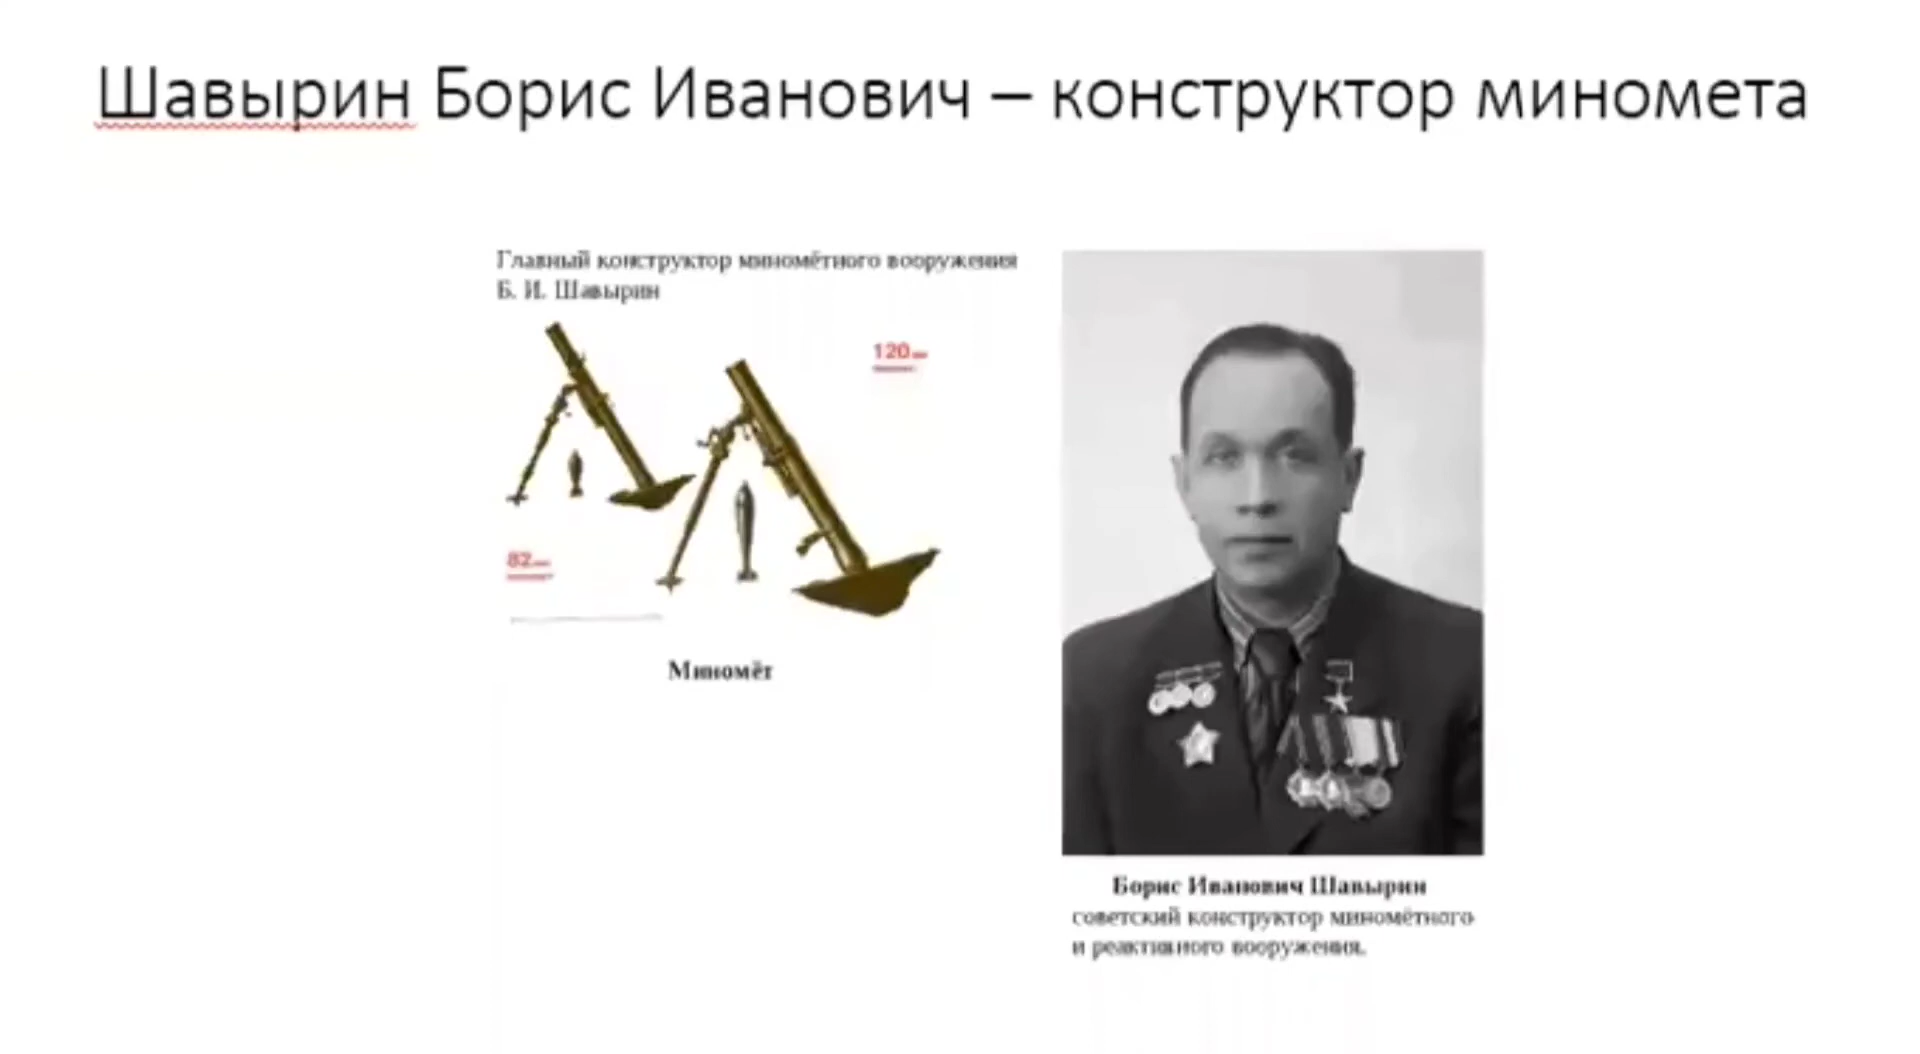 Шавырин Борис Иванович – конструктор миномета
Главный конструктор миномётного вооружения
Б. И. Шавырин
120
82
Миномёт
Борис Иванович Шавырин
советский конструктор миномётного
и реактивного вооружения.